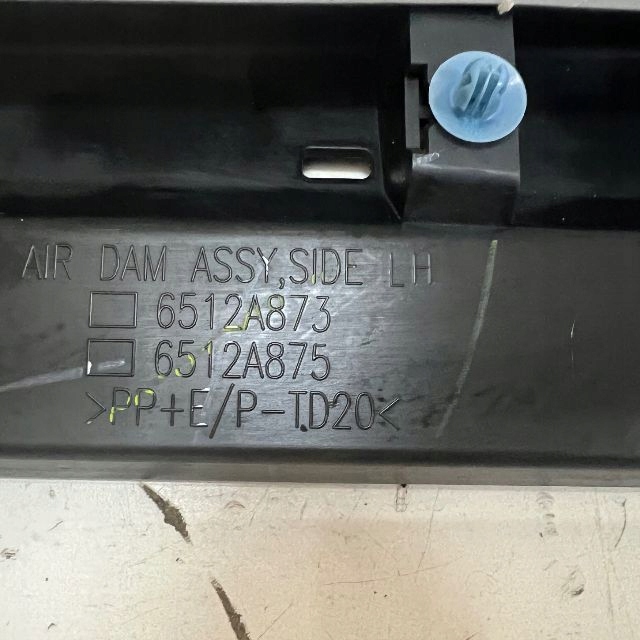 AIR DAM ASSY,SIDE LH
6512A873
6512A875
>PP+E/P-TD20<